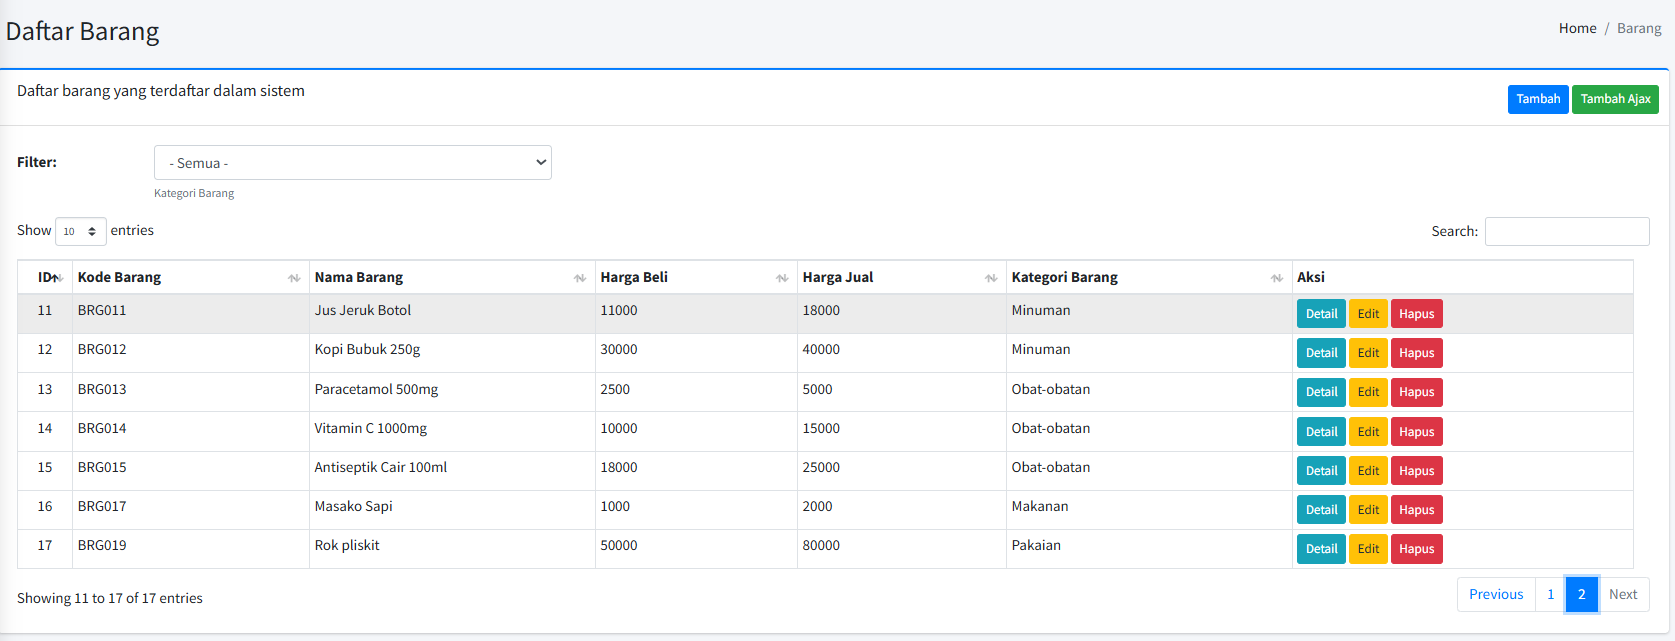 Daftar Barang
Home / Barang
Daftar barang yang terdaftar dalam sistem
Tambah Tambah Ajax
Filter:
- Semua -
Kategori Barang
Show 10 entries
Search:
ID Kode Barang Nama Barang Harga Beli Harga Jual Kategori Barang Aksi
11 BRG011 Jus Jeruk Botol 11000 18000 Minuman Detail Edit Hapus
12 BRG012 Kopi Bubuk 250g 30000 40000 Minuman Detail Edit Hapus
13 BRG013 Paracetamol 500mg 2500 5000 Obat-obatan Detail Edit Hapus
14 BRG014 Vitamin C 1000mg 10000 15000 Obat-obatan Detail Edit Hapus
15 BRG015 Antiseptik Cair 100ml 18000 25000 Obat-obatan Detail Edit Hapus
16 BRG017 Masako Sapi 1000 2000 Makanan Detail Edit Hapus
17 BRG019 Rok pliskit 50000 80000 Pakaian Detail Edit Hapus
Showing 11 to 17 of 17 entries
Previous 1 2 Next